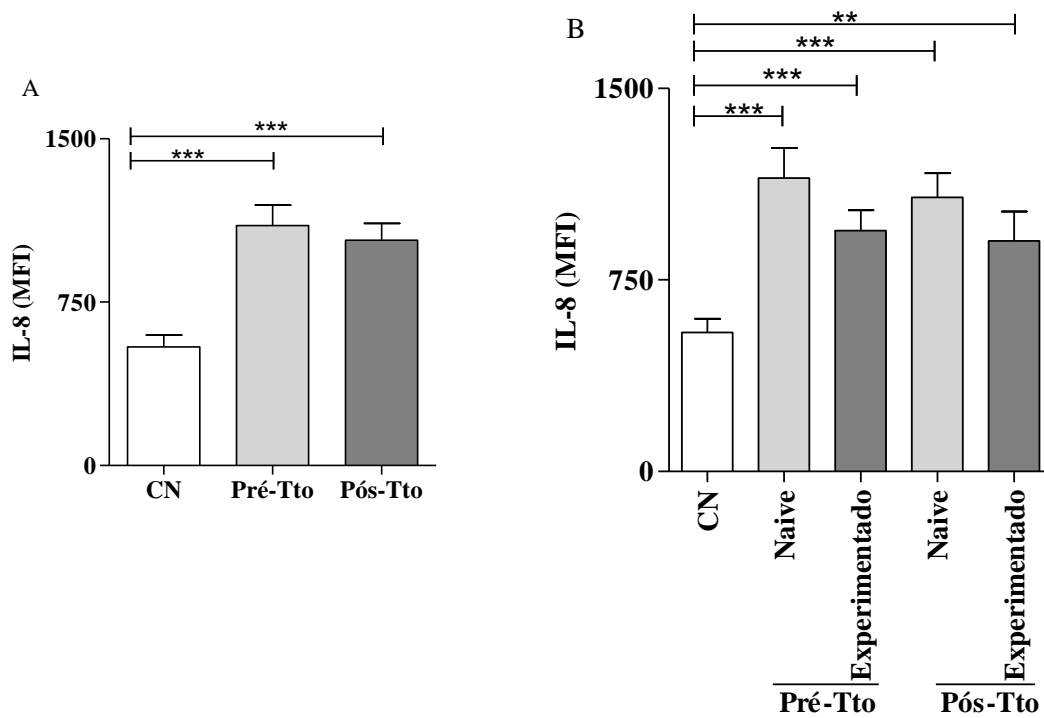 A
1500
***
***
750
0
IL-8 (MFI)
CN
Pré-Tto
Pós-Tto
B
**
***
***
***
1500
750
0
IL-8 (MFI)
CN
Naive
Experimentado
Naive
Experimentado
Pré-Tto
Pós-Tto